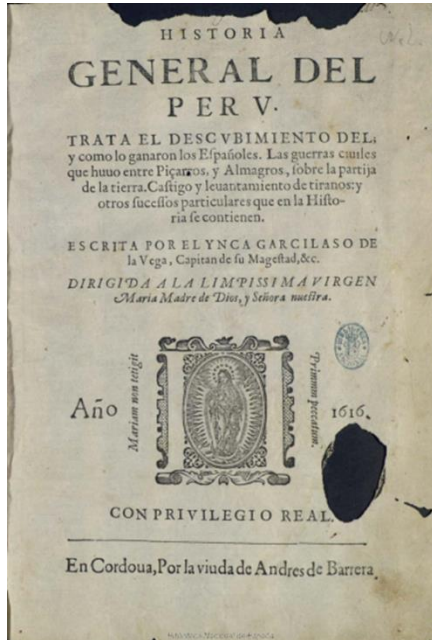 HISTORIA
GENERAL DEL
PERV.
TRATA EL DESCVBIMIENTO DEL;
y como lo ganaron los Eſpañoles. Las guerras ciuiles
que huuo entre Piçarros, y Almagros, ſobre la partija
de la tierra. Caſtigo y leuantamiento de tiranos: y
otros ſuceſſos particulares que en la Hiſto-
ria ſe contienen.
ESCRITA POR EL YNCA GARCILASO DE
la Vega, Capitan de ſu Mageſtad, &c.
DIRIGIDA A LA LIMPISSIMA VIRGEN
Maria Madre de Dios, y Señora nueſtra.
Mariam non tetigit
Primum peccatum.
Año 1616.
CON PRIVILEGIO REAL.
En Cordoua, Por la viuda de Andres de Barrera